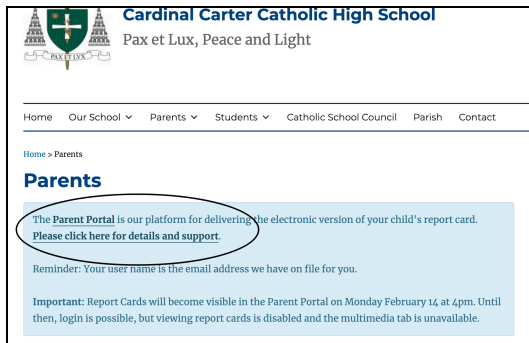 Cardinal Carter Catholic High School
Pax et Lux, Peace and Light
PAX ET LUX
Home Our School Parents Students Catholic School Council Parish Contact
Home > Parents
Parents
The Parent Portal is our platform for delivering the electronic version of your child's report card.
Please click here for details and support.
Reminder: Your user name is the email address we have on file for you.
Important: Report Cards will become visible in the Parent Portal on Monday February 14 at 4pm. Until
then, login is possible, but viewing report cards is disabled and the multimedia tab is unavailable.